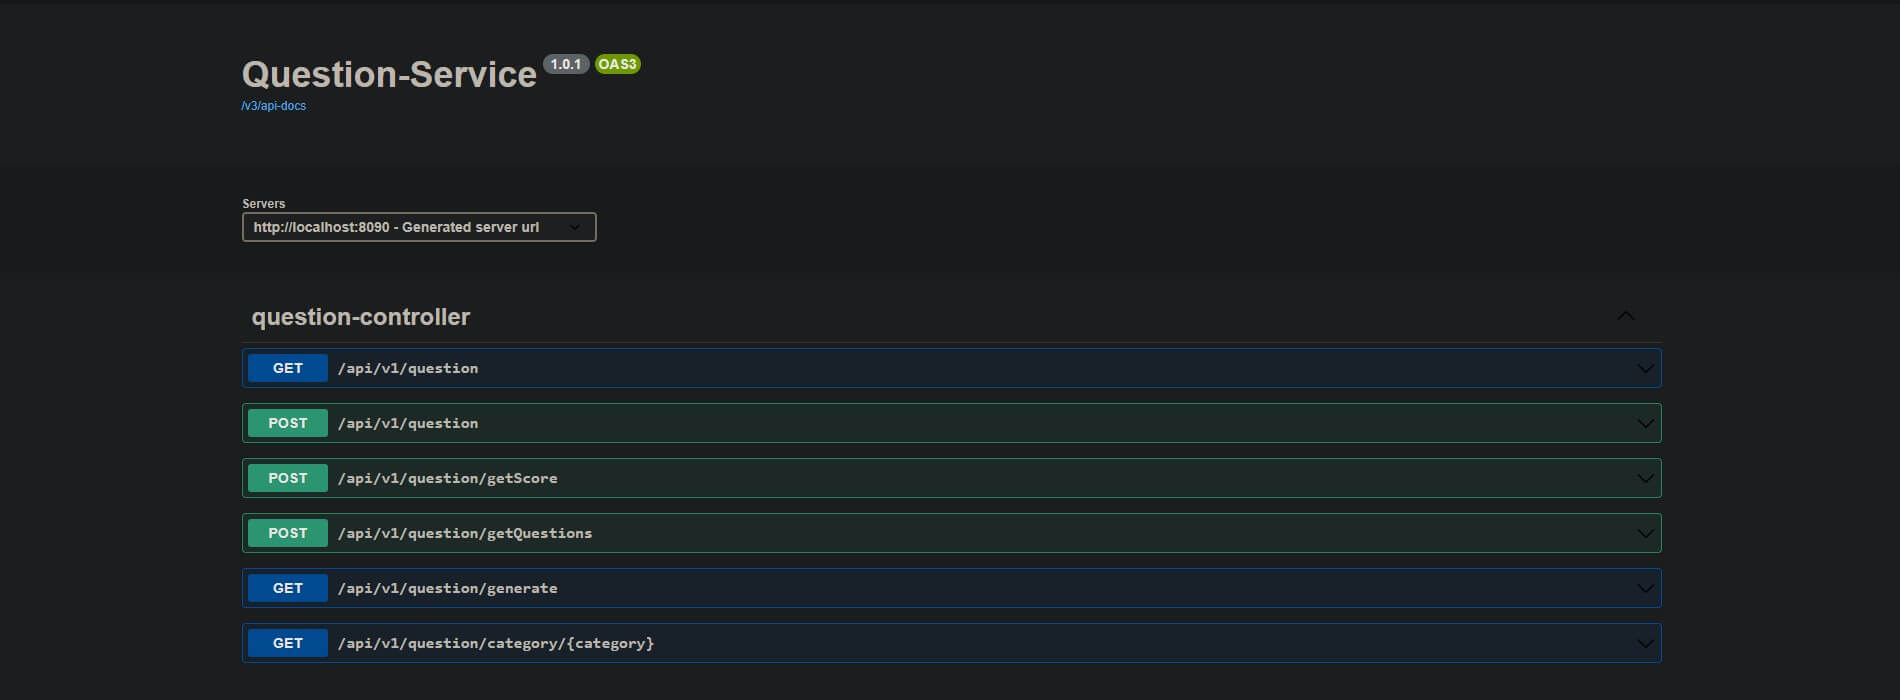 Question-Service 1.0.1 OAS3
/v3/api-docs
Servers
http://localhost:8090 - Generated server url
question-controller
GET /api/v1/question
POST /api/v1/question
POST /api/v1/question/getScore
POST /api/v1/question/getQuestions
GET /api/v1/question/generate
GET /api/v1/question/category/{category}